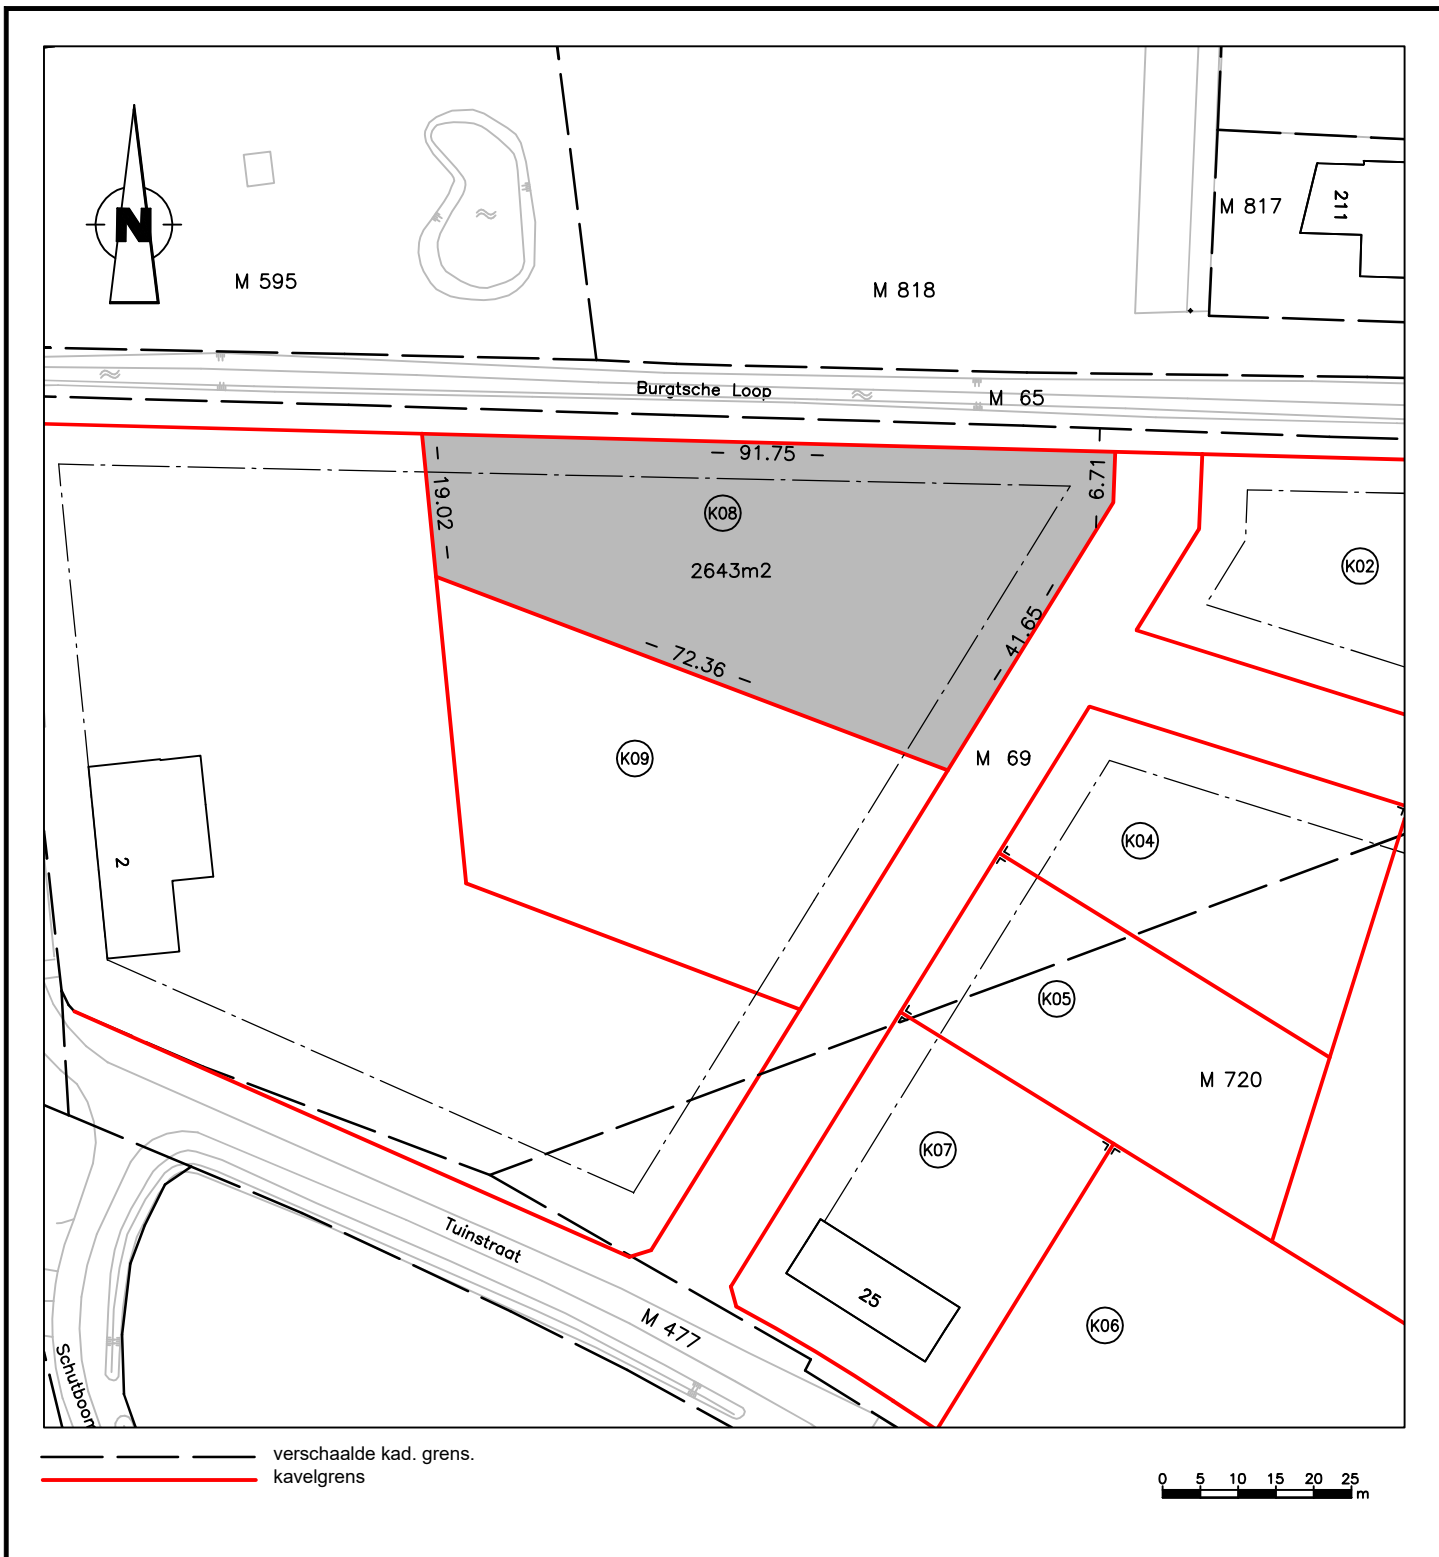 N
M 595
M 818
M 817
211
Burgtsche Loop
M 65
91.75
19.02
6.71
K08
2643m2
K02
41.65
72.36
K09
M 69
K04
2
K05
M 720
K07
Tuinstraat
25
M 477
K06
Schutboom
verschaalde kad. grens.
kavelgrens
0 5 10 15 20 25
m